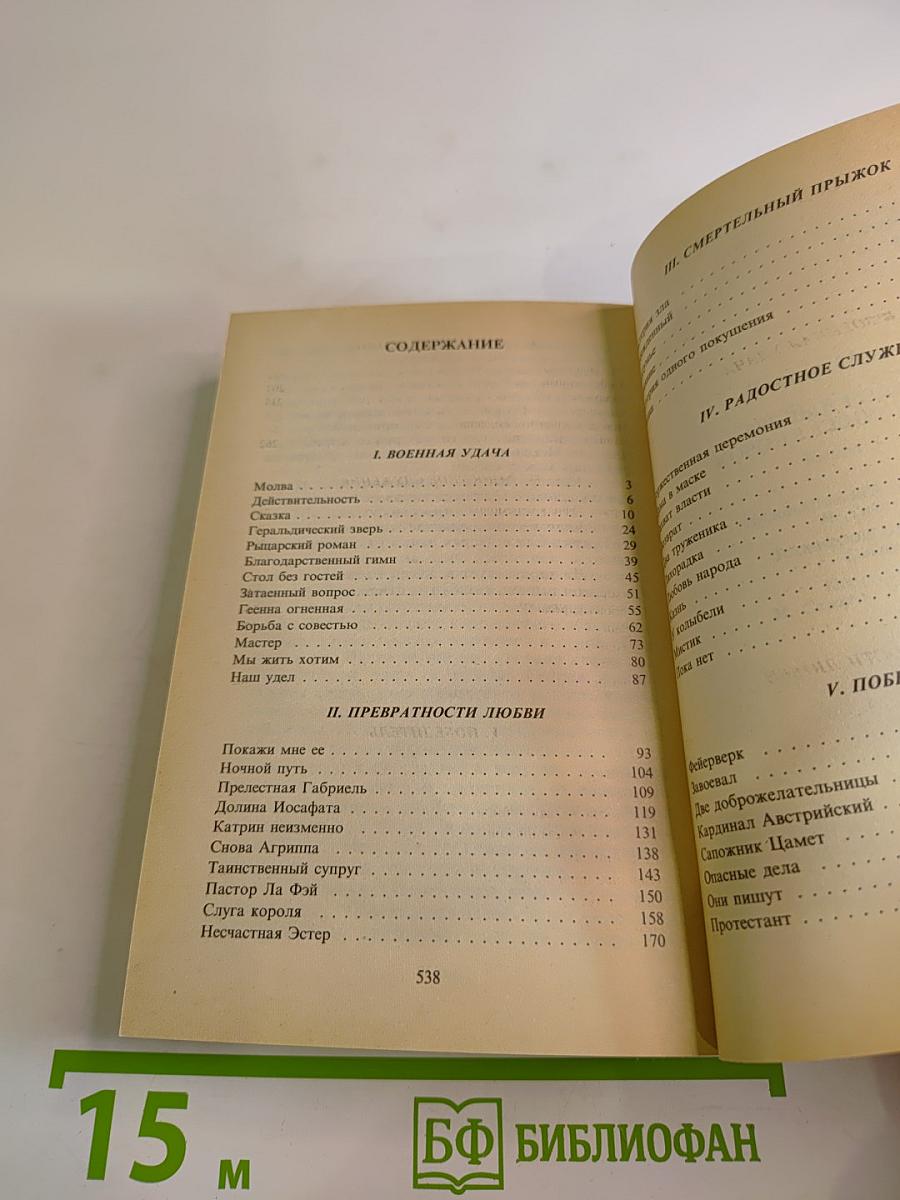 СОДЕРЖАНИЕ
I. ВОЕННАЯ УДАЧА
Молва . . . . . . . . . . . . . . . . . . . . . . . . 3
Действительность . . . . . . . . . . . . . . . . . . . 6
Сказка . . . . . . . . . . . . . . . . . . . . . . . . 10
Геральдический зверь . . . . . . . . . . . . . . . . . 24
Рыцарский роман . . . . . . . . . . . . . . . . . . . 29
Благодарственный гимн . . . . . . . . . . . . . . . . 39
Стол без гостей . . . . . . . . . . . . . . . . . . . 45
Затаенный вопрос . . . . . . . . . . . . . . . . . . . 51
Геенна огненная . . . . . . . . . . . . . . . . . . . 55
Борьба с совестью . . . . . . . . . . . . . . . . . . 62
Мастер . . . . . . . . . . . . . . . . . . . . . . . . 73
Мы жить хотим . . . . . . . . . . . . . . . . . . . . 80
Наш удел . . . . . . . . . . . . . . . . . . . . . . . 87
II. ПРЕВРАТНОСТИ ЛЮБВИ
Покажи мне ее . . . . . . . . . . . . . . . . . . . . 93
Ночной путь . . . . . . . . . . . . . . . . . . . . . 104
Прелестная Габриель . . . . . . . . . . . . . . . . . 109
Долина Иосафата . . . . . . . . . . . . . . . . . . . 119
Катрин неизменно . . . . . . . . . . . . . . . . . . . 131
Снова Агриппа . . . . . . . . . . . . . . . . . . . . 138
Таинственный супруг . . . . . . . . . . . . . . . . . 143
Пастор Ла Фэй . . . . . . . . . . . . . . . . . . . . 150
Слуга короля . . . . . . . . . . . . . . . . . . . . . 158
Несчастная Эстер . . . . . . . . . . . . . . . . . . . 170
538
III. СМЕРТЕЛЬНЫЙ ПРЫЖОК
зла
одного покушения
IV. РАДОСТНОЕ
церемония
в маске
власти
труженика
народа
колыбели
Мистик
Пока нет
V.
Фейерверк
Завоевал
Две доброжелательницы
Кардинал Австрийский
Сапожник Цамет
Опасные дела
Они пишут
Протестант
15 м
БФ БИБЛИОФАН